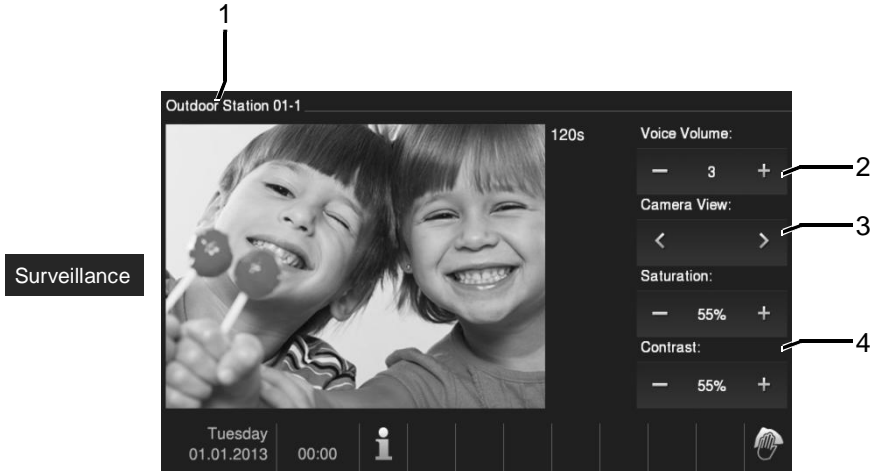 1
Outdoor Station 01-1
120s
Voice Volume:
− 3 +
2
Camera View:
< >
3
Surveillance
Saturation:
− 55% +
Contrast:
4
− 55% +
Tuesday
01.01.2013
00:00
i